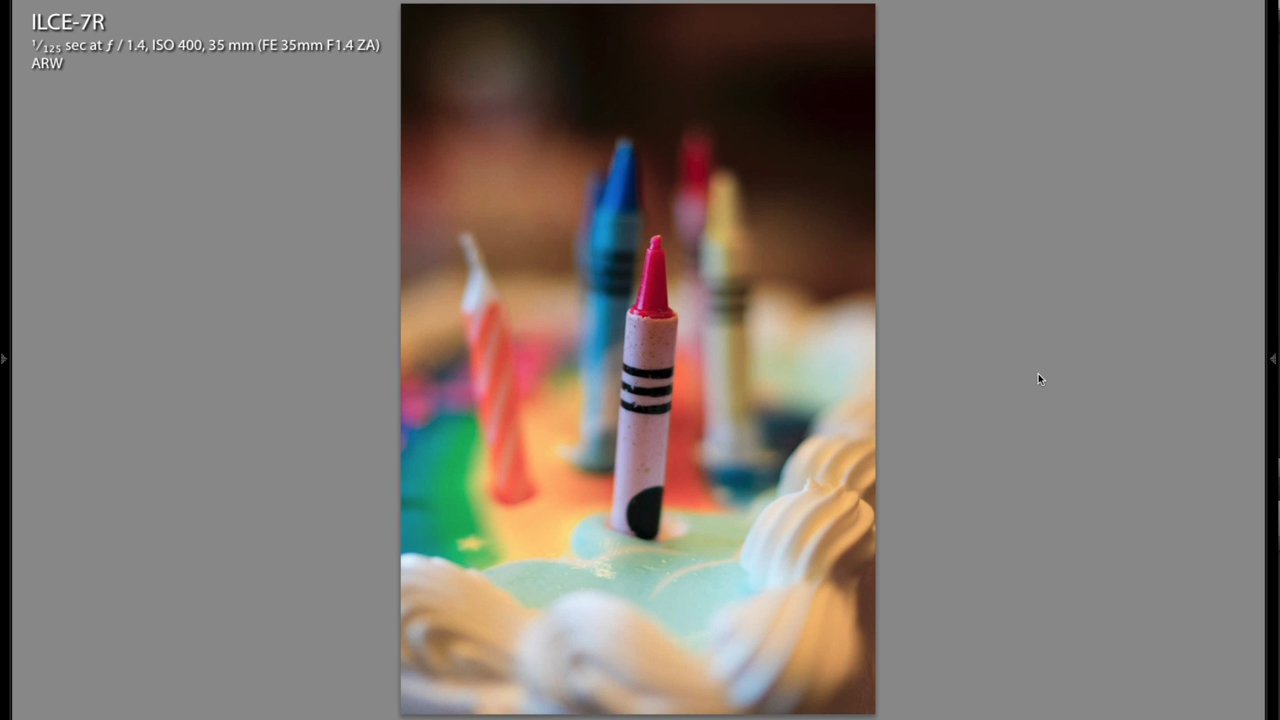 ILCE-7R
¹/₁₂₅ sec at ƒ / 1.4, ISO 400, 35 mm (FE 35mm F1.4 ZA)
ARW